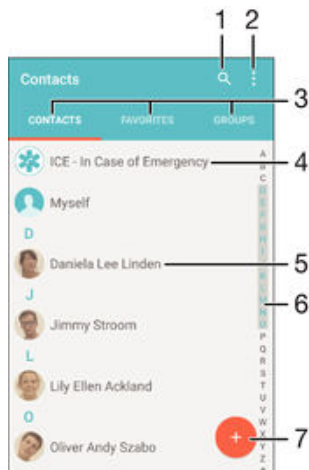 1 2
Contacts
3
CONTACTS FAVORITES GROUPS
ICE - In Case of Emergency 4
Myself
D
Daniela Lee Linden 5
J
Jimmy Stroom
L
Lily Ellen Ackland
O
Oliver Andy Szabo
+ 7
A
B
C
D
E
F
G
H
I
J
K
L
M
N
O
6
P
Q
R
S
T
U
V
W
X
Y
Z